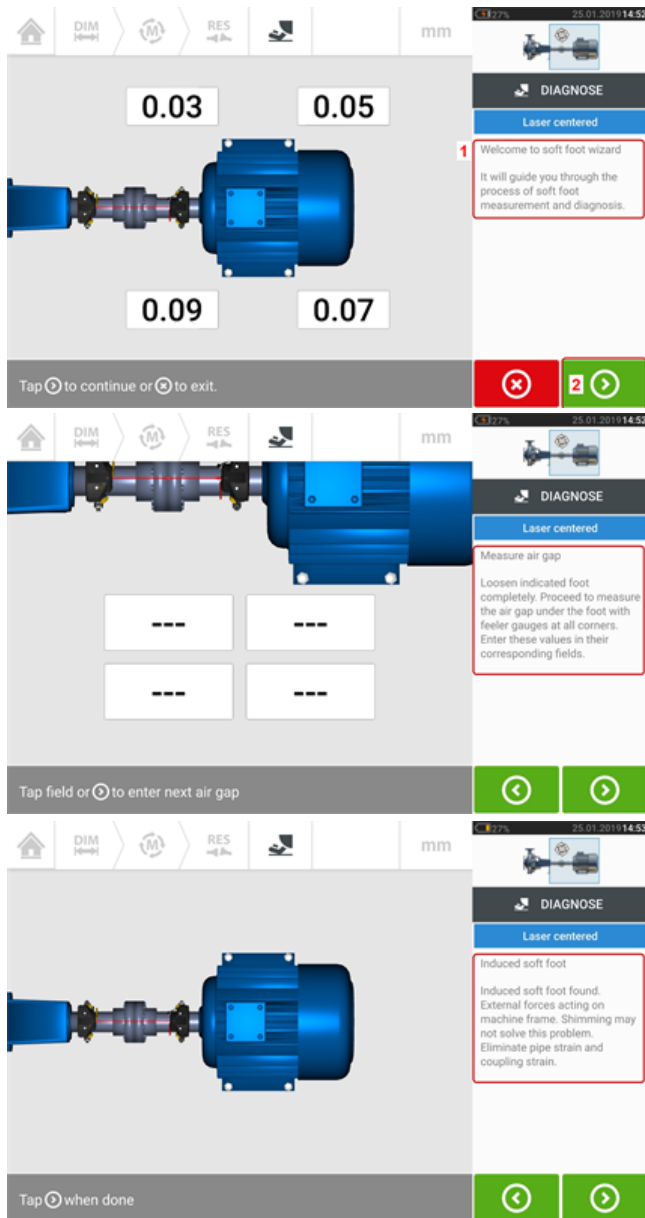 DIM
M
RES
mm
27%
25.01.2019 14:52
0.03
0.05
DIAGNOSE
Laser centered
1
Welcome to soft foot wizard
It will guide you through the
process of soft foot
measurement and diagnosis.
0.09
0.07
Tap to continue or to exit.
2
DIM
M
RES
mm
27%
25.01.2019 14:52
DIAGNOSE
Laser centered
Measure air gap
Loosen indicated foot
completely. Proceed to measure
the air gap under the foot with
feeler gauges at all corners.
Enter these values in their
corresponding fields.
--- ---
--- ---
Tap field or to enter next air gap
DIM
M
RES
mm
27%
25.01.2019 14:53
DIAGNOSE
Laser centered
Induced soft foot
Induced soft foot found.
External forces acting on
machine frame. Shimming may
not solve this problem.
Eliminate pipe strain and
coupling strain.
Tap when done